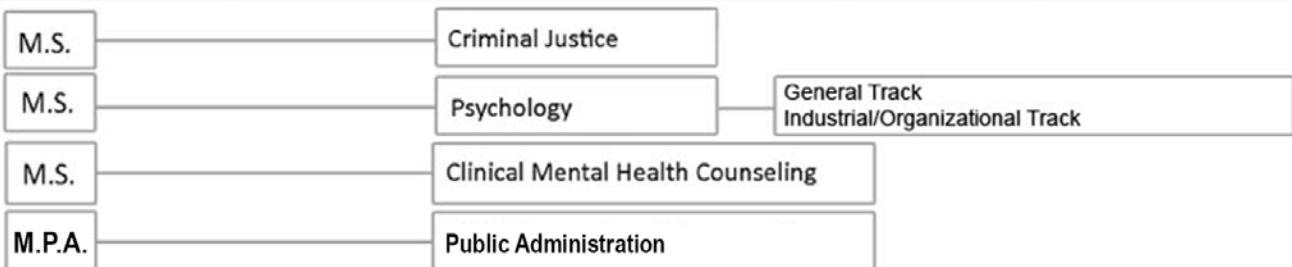 M.S.
Criminal Justice
M.S.
Psychology
General Track
Industrial/Organizational Track
M.S.
Clinical Mental Health Counseling
M.P.A.
Public Administration